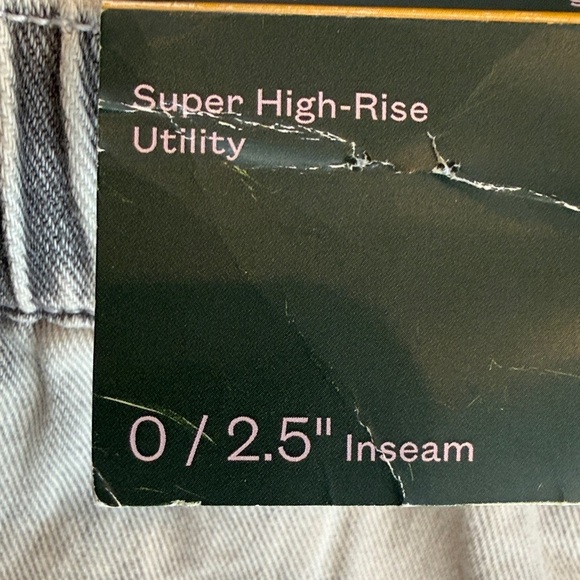 Super High-Rise
Utility
0 / 2.5" Inseam